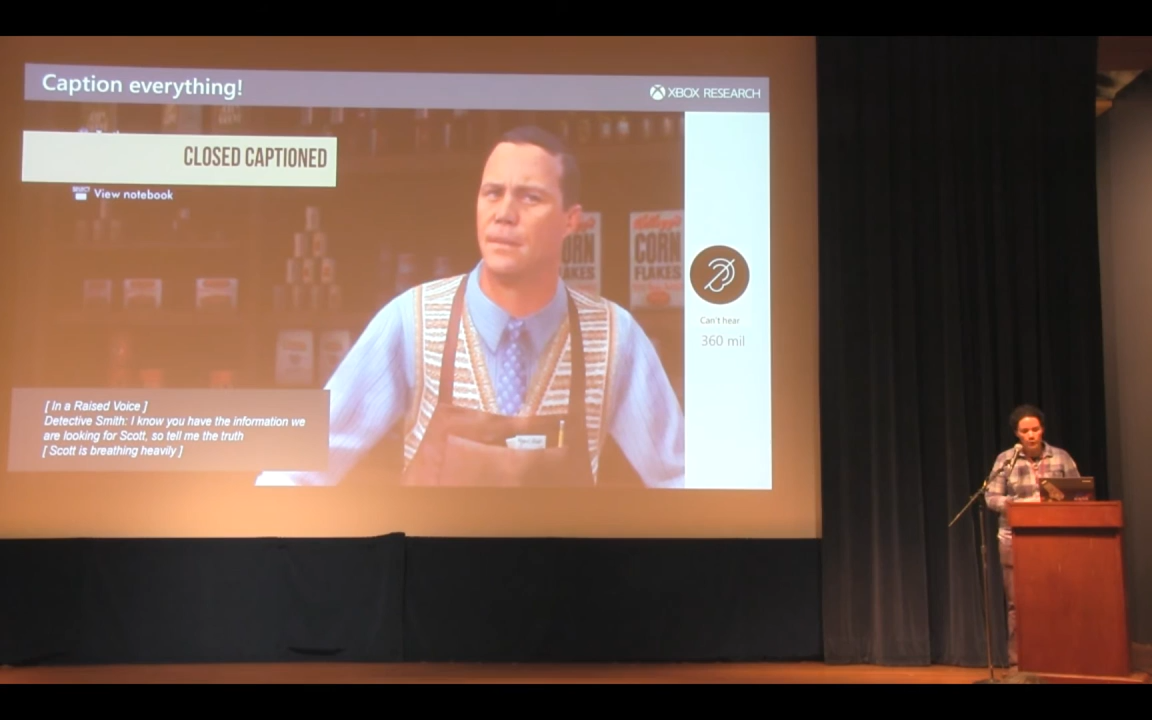 Caption everything!
XBOX RESEARCH
CLOSED CAPTIONED
SELECT View notebook
Kellogg's
CORN
FLAKES
CORN
FLAKES
Can't hear
360 mil
[ In a Raised Voice ]
Detective Smith: I know you have the information we
are looking for Scott, so tell me the truth
[ Scott is breathing heavily ]